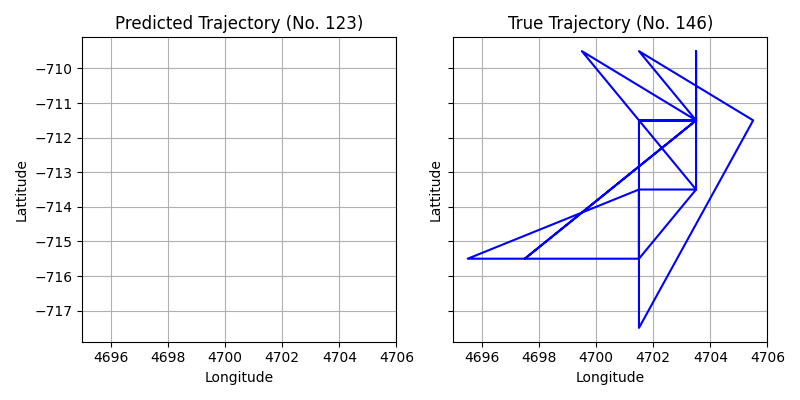 Predicted Trajectory (No. 123)
−710
−711
−712
−713
−714
−715
−716
−717
Lattitude
4696 4698 4700 4702 4704 4706
Longitude
True Trajectory (No. 146)
Lattitude
4696 4698 4700 4702 4704 4706
Longitude